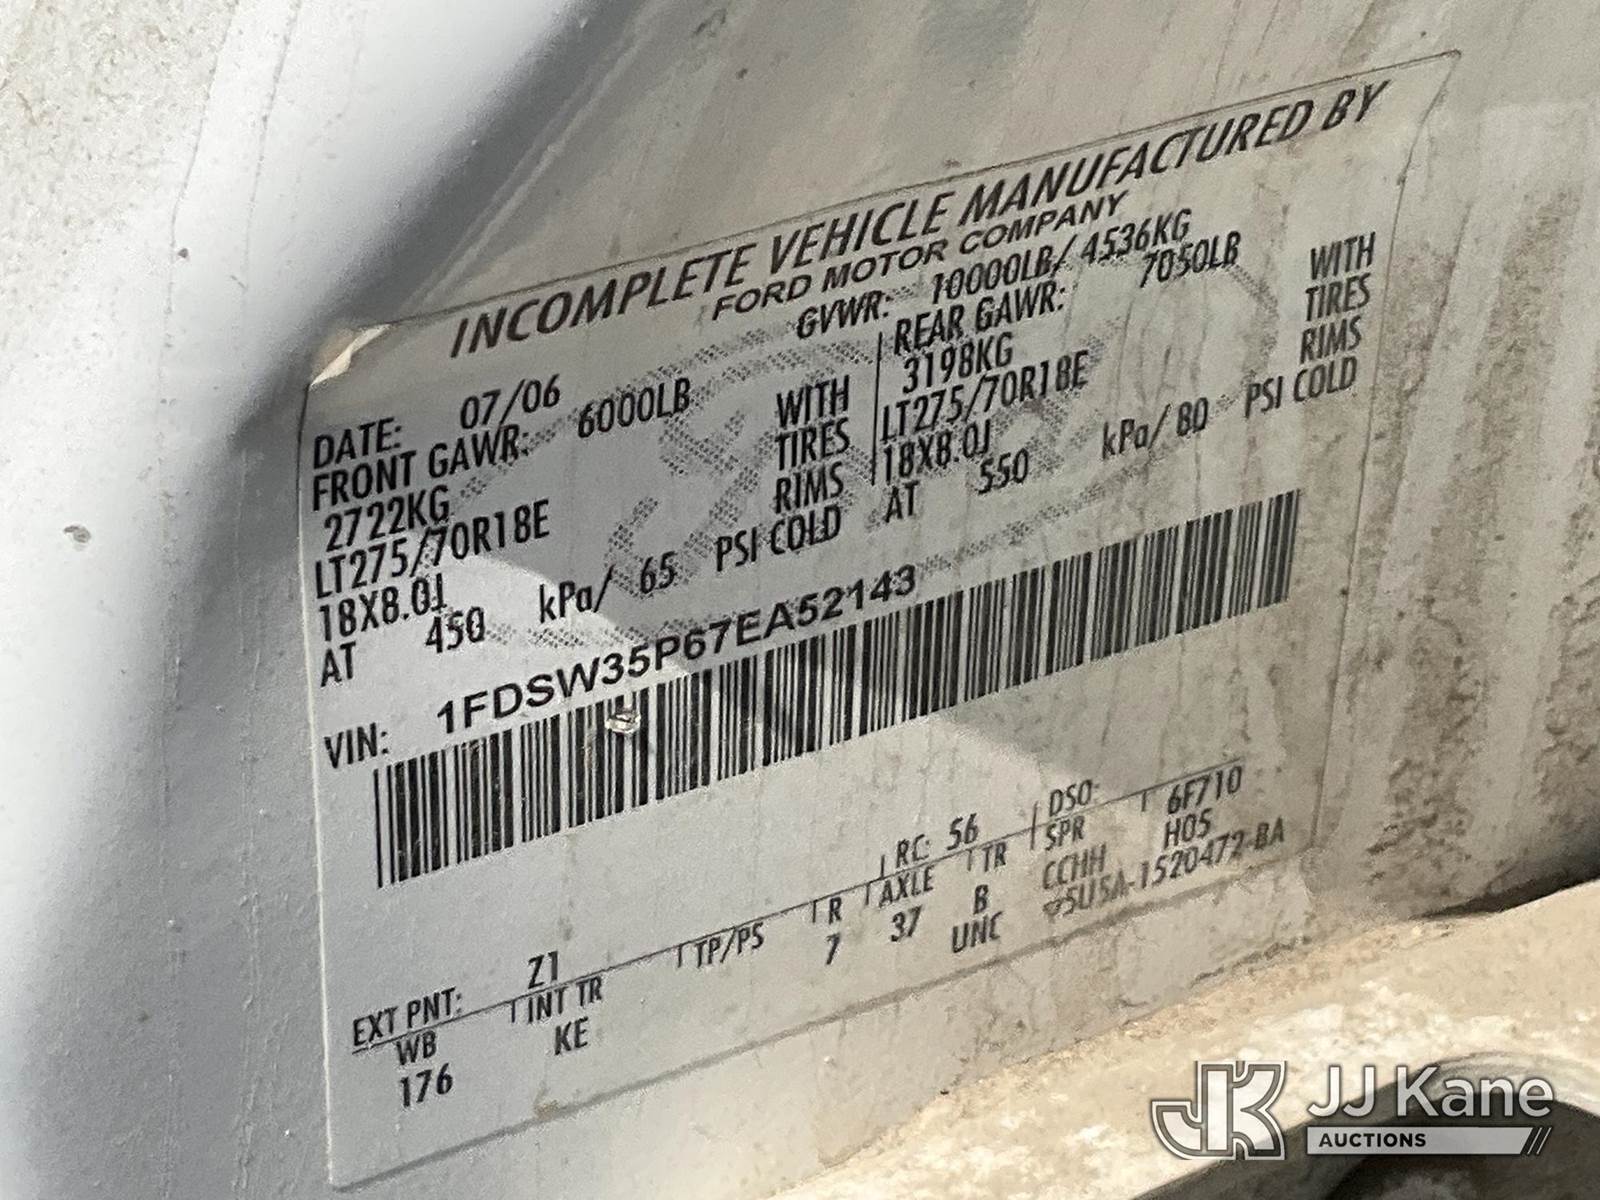 INCOMPLETE VEHICLE MANUFACTURED BY
FORD MOTOR COMPANY
DATE: 07/06 GVWR: 10000LB/ 4536KG
FRONT GAWR: 6000LB REAR GAWR: 7050LB
2722KG WITH 3198KG WITH
LT275/70R18E TIRES LT275/70R18E TIRES
18X8.0J RIMS 18X8.0J RIMS
AT 450 kPa/ 65 PSI COLD AT 550 kPa/ 80 PSI COLD
VIN: 1FDSW35P67EA52143
EXT PNT: Z1 RC: 56 DSO:
WB INT TR TP/PS R AXLE TR SPR 6F710
176 KE 7 37 B CCHH H05
UNC 5U5A-1520472-BA
JK JJ Kane
AUCTIONS